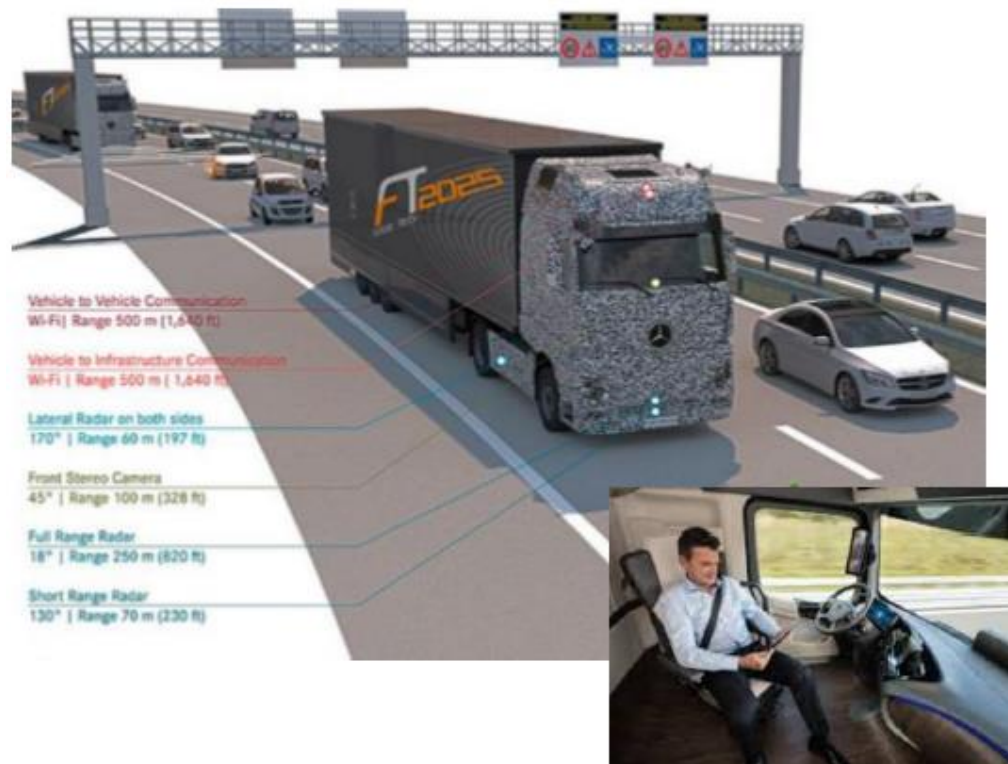 FT2025
Vehicle to Vehicle Communication
Wi-Fi| Range 500 m (1,640 ft)
Vehicle to Infrastructure Communication
Wi-Fi | Range 500 m ( 1,640 ft)
Lateral Radar on both sides
170° | Range 60 m (197 ft)
Front Stereo Camera
45° | Range 100 m (328 ft)
Full Range Radar
18° | Range 250 m (820 ft)
Short Range Radar
130° | Range 70 m (230 ft)